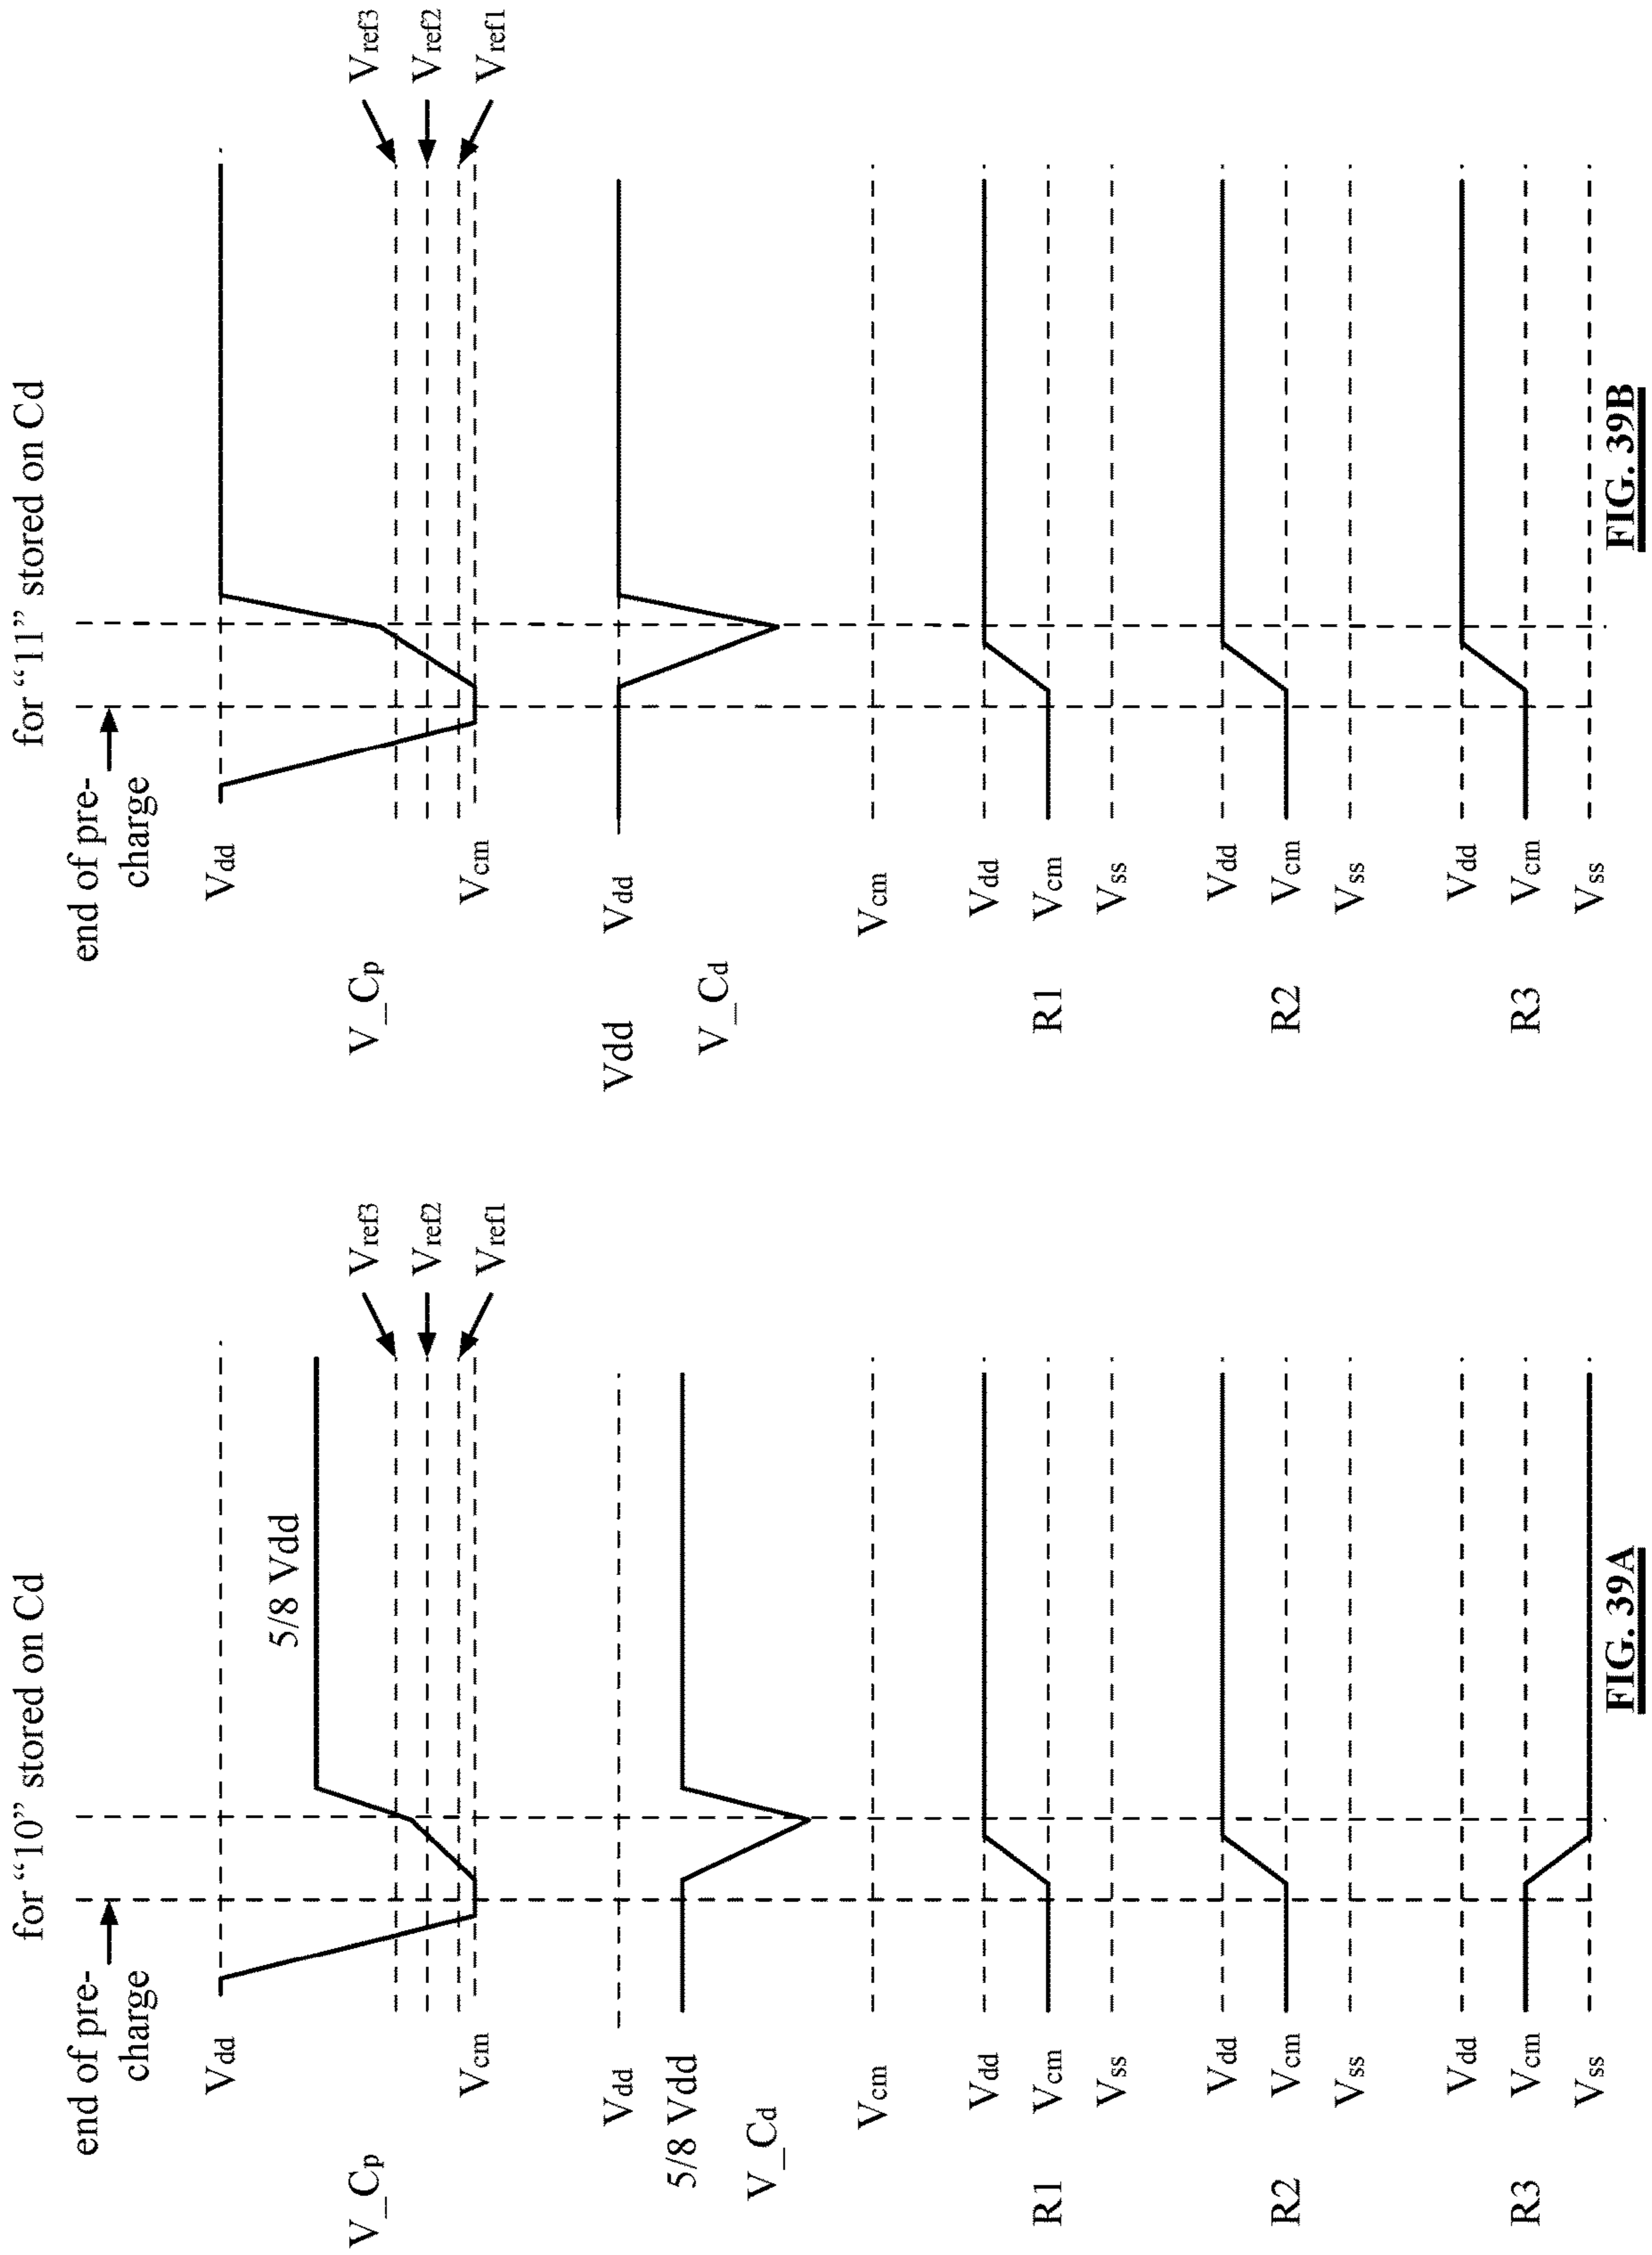 for “10” stored on Cd
end of pre-
charge
Vdd
5/8 Vdd
V_Cp
Vref3
Vref2
Vref1
Vcm
Vdd
5/8 Vdd
V_Cd
Vcm
Vdd
R1
Vcm
Vss
Vdd
R2
Vcm
Vss
Vdd
R3
Vcm
Vss
FIG. 39A
for “11” stored on Cd
end of pre-
charge
Vdd
V_Cp
Vref3
Vref2
Vref1
Vcm
Vdd
Vdd
V_Cd
Vcm
Vdd
R1
Vcm
Vss
Vdd
R2
Vcm
Vss
Vdd
R3
Vcm
Vss
FIG. 39B